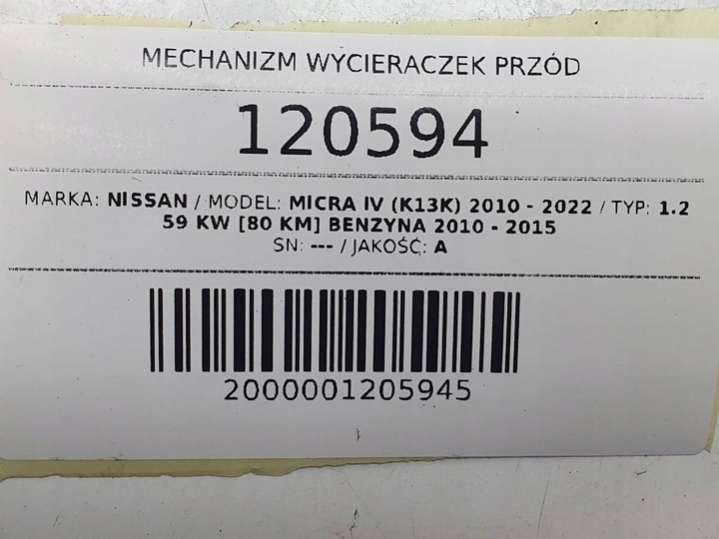 MECHANIZM WYCIERACZEK PRZÓD
120594
MARKA: NISSAN / MODEL: MICRA IV (K13K) 2010 - 2022 / TYP: 1.2
59 KW [80 KM] BENZYNA 2010 - 2015
SN: --- / JAKOŚĆ: A
2000001205945